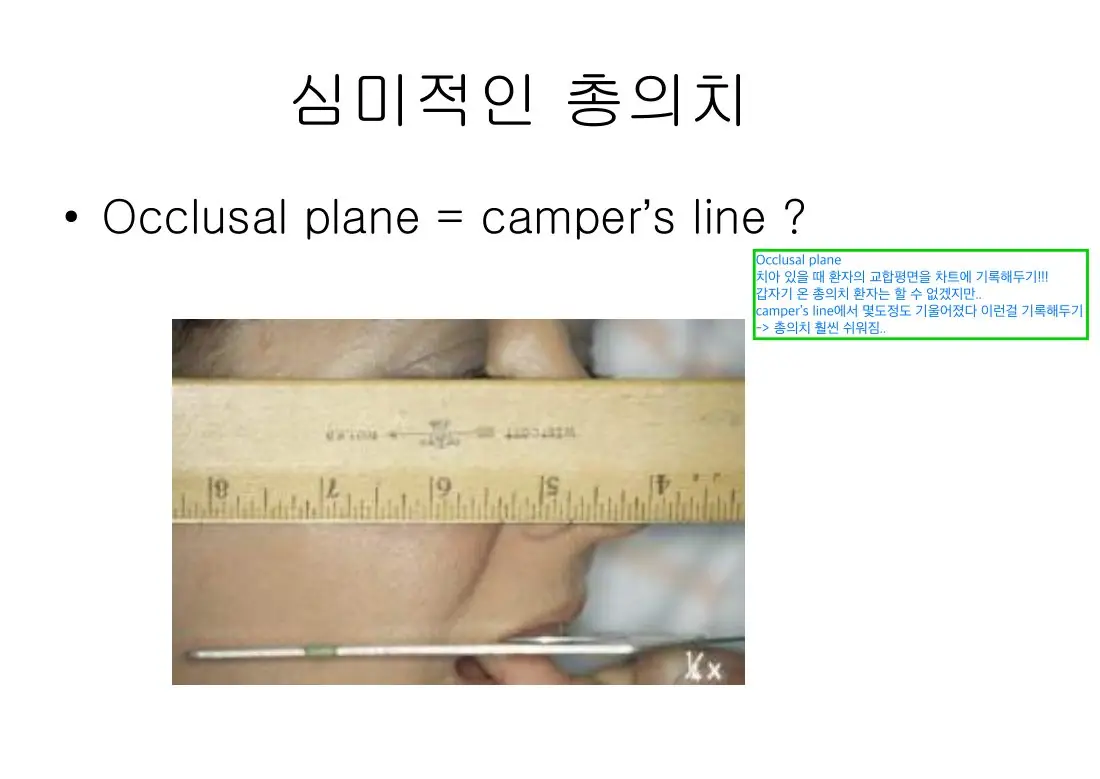 심미적인 총의치
• Occlusal plane = camper's line ?
Occlusal plane
치아 있을 때 환자의 교합평면을 차트에 기록해두기!!!
갑자기 온 총의치 환자는 할 수 없겠지만..
camper's line에서 몇도정도 기울어졌다 이런걸 기록해두기
-> 총의치 훨씬 쉬워짐..
8 7 6 5 4